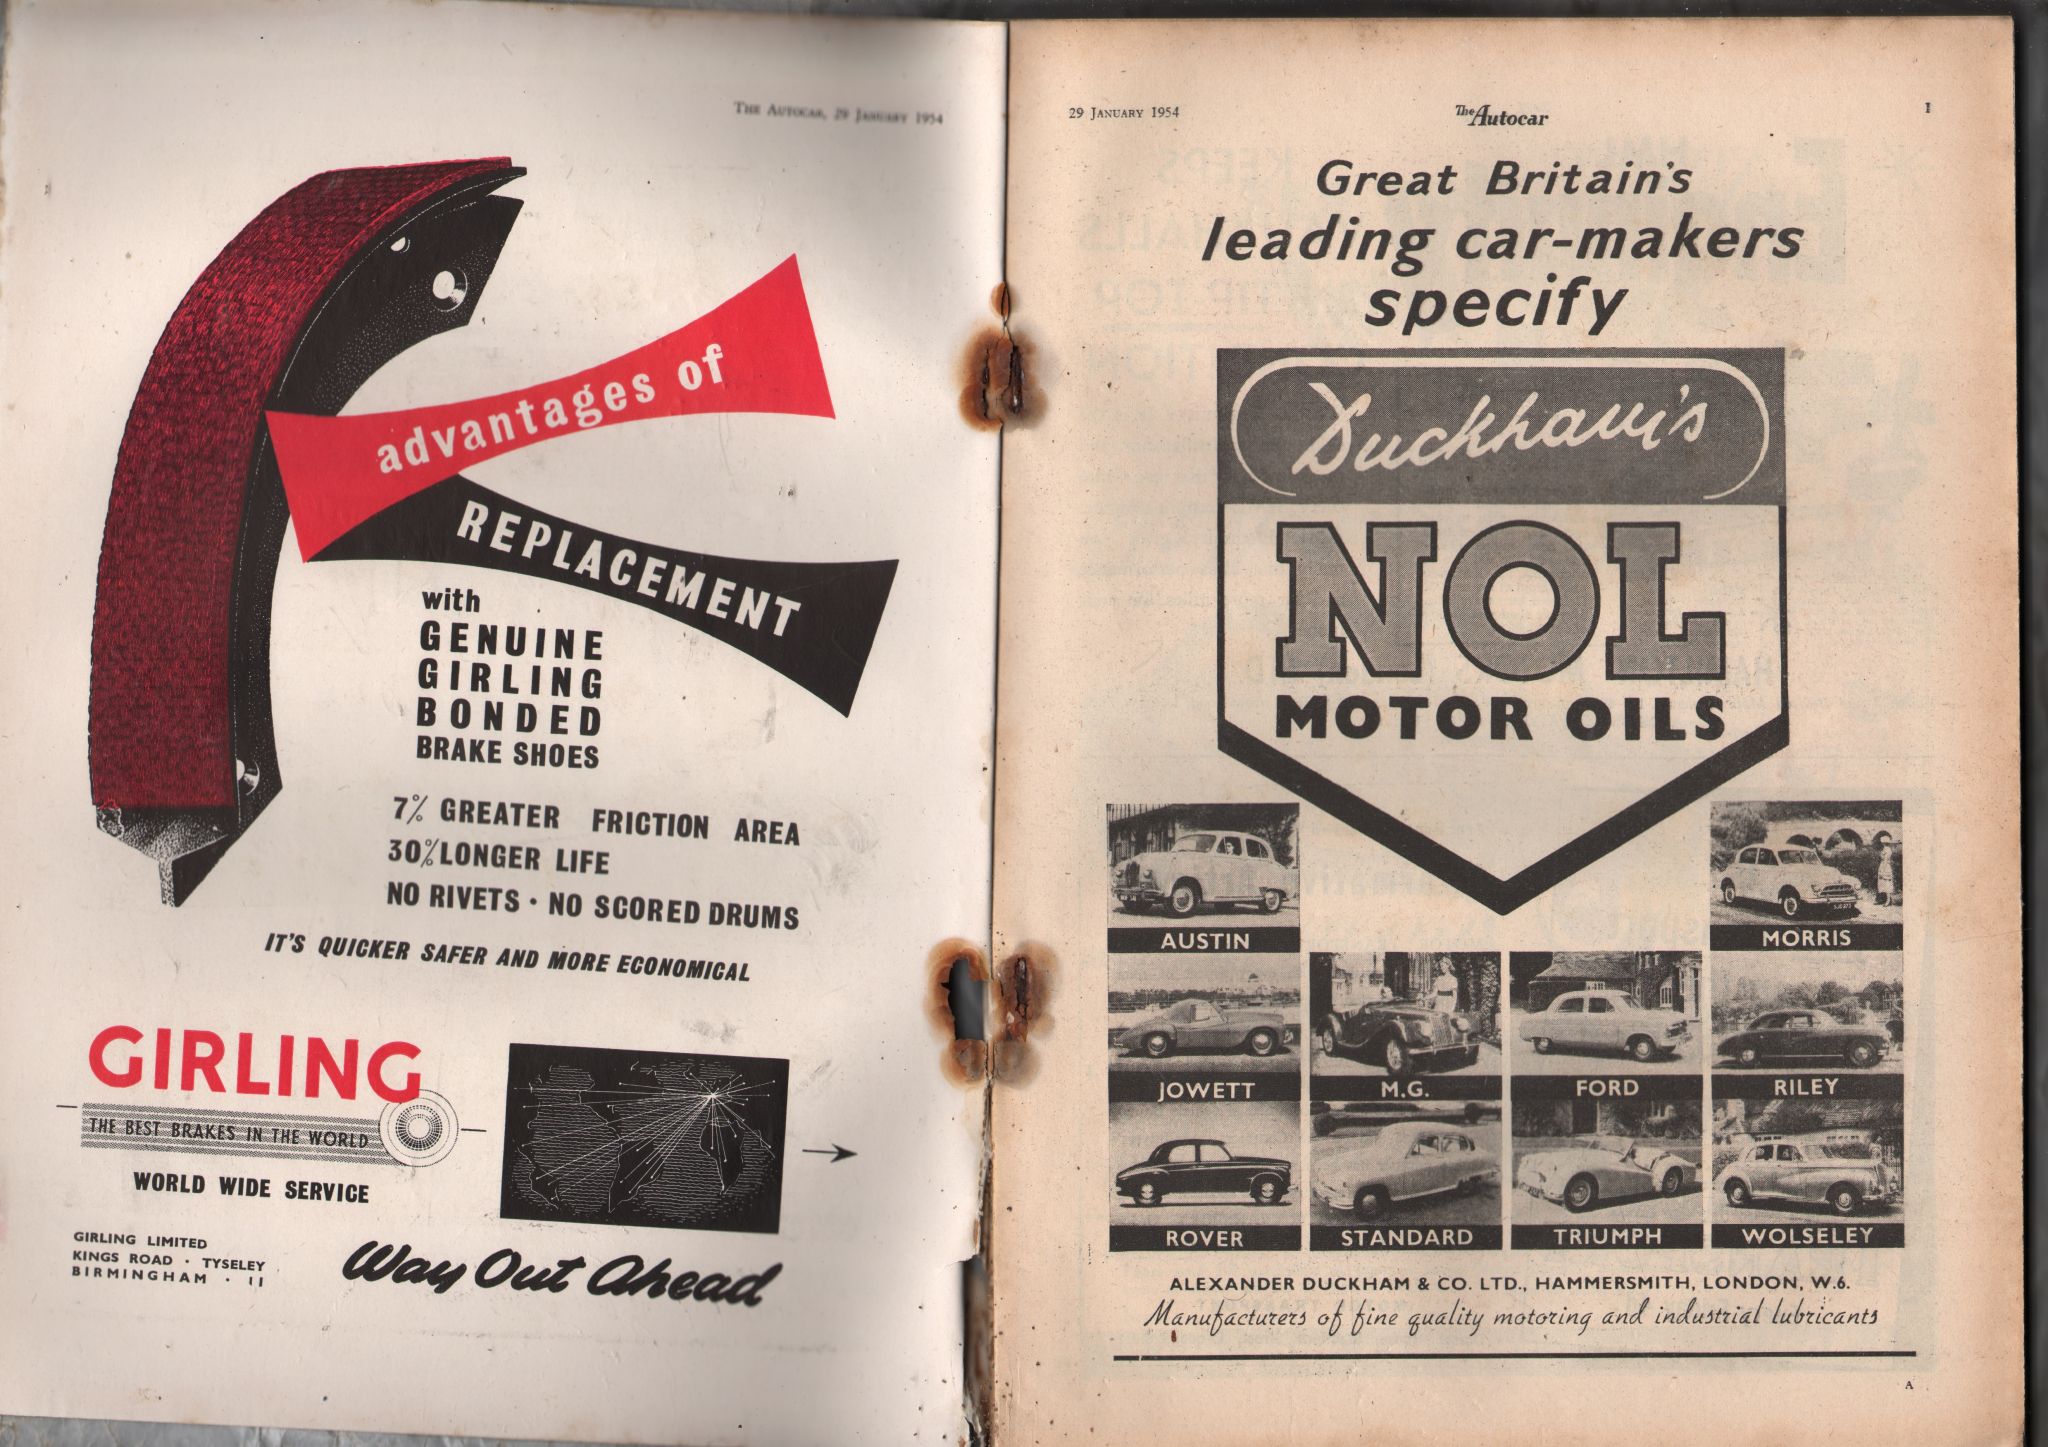 THE AUTOCAR, 29 JANUARY 1954
advantages of
REPLACEMENT
with
GENUINE
GIRLING
BONDED
BRAKE SHOES
7% GREATER FRICTION AREA
30% LONGER LIFE
NO RIVETS · NO SCORED DRUMS
IT'S QUICKER SAFER AND MORE ECONOMICAL
GIRLING
THE BEST BRAKES IN THE WORLD
WORLD WIDE SERVICE
GIRLING LIMITED
KINGS ROAD · TYSELEY
BIRMINGHAM · 11
Way Out Ahead
29 JANUARY 1954
The Autocar
1
Great Britain's
leading car-makers
specify
Duckham's
NOL
MOTOR OILS
AUSTIN
MORRIS
JOWETT
M.G.
FORD
RILEY
ROVER
STANDARD
TRIUMPH
WOLSELEY
ALEXANDER DUCKHAM & CO. LTD., HAMMERSMITH, LONDON, W.6.
Manufacturers of fine quality motoring and industrial lubricants
A